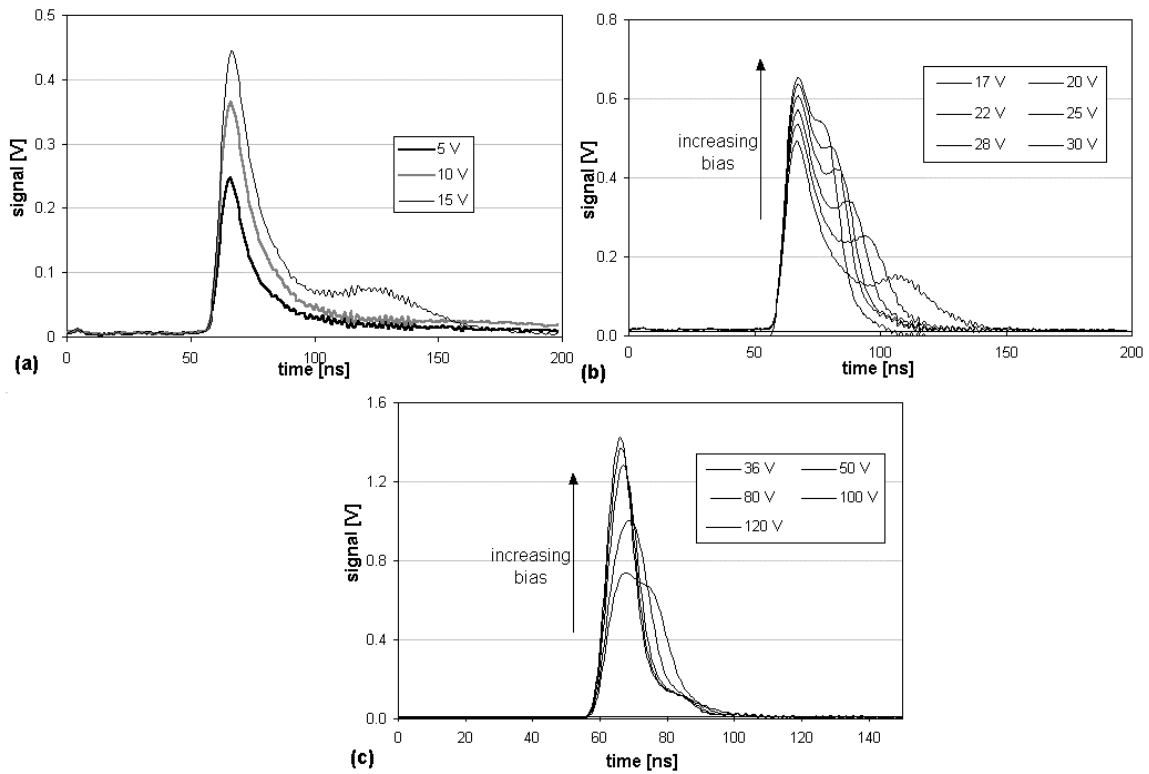 0.5
0.4
0.3
0.2
0.1
0
signal [V]
0 50 100 150 200
time [ns]
5 V
10 V
15 V
(a)
0.8
0.6
0.4
0.2
0.0
signal [V]
0 50 100 150 200
time [ns]
increasing
bias
17 V 20 V
22 V 25 V
28 V 30 V
(b)
1.6
1.2
0.8
0.4
0.0
signal [V]
0 20 40 60 80 100 120 140
time [ns]
increasing
bias
36 V 50 V
80 V 100 V
120 V
(c)